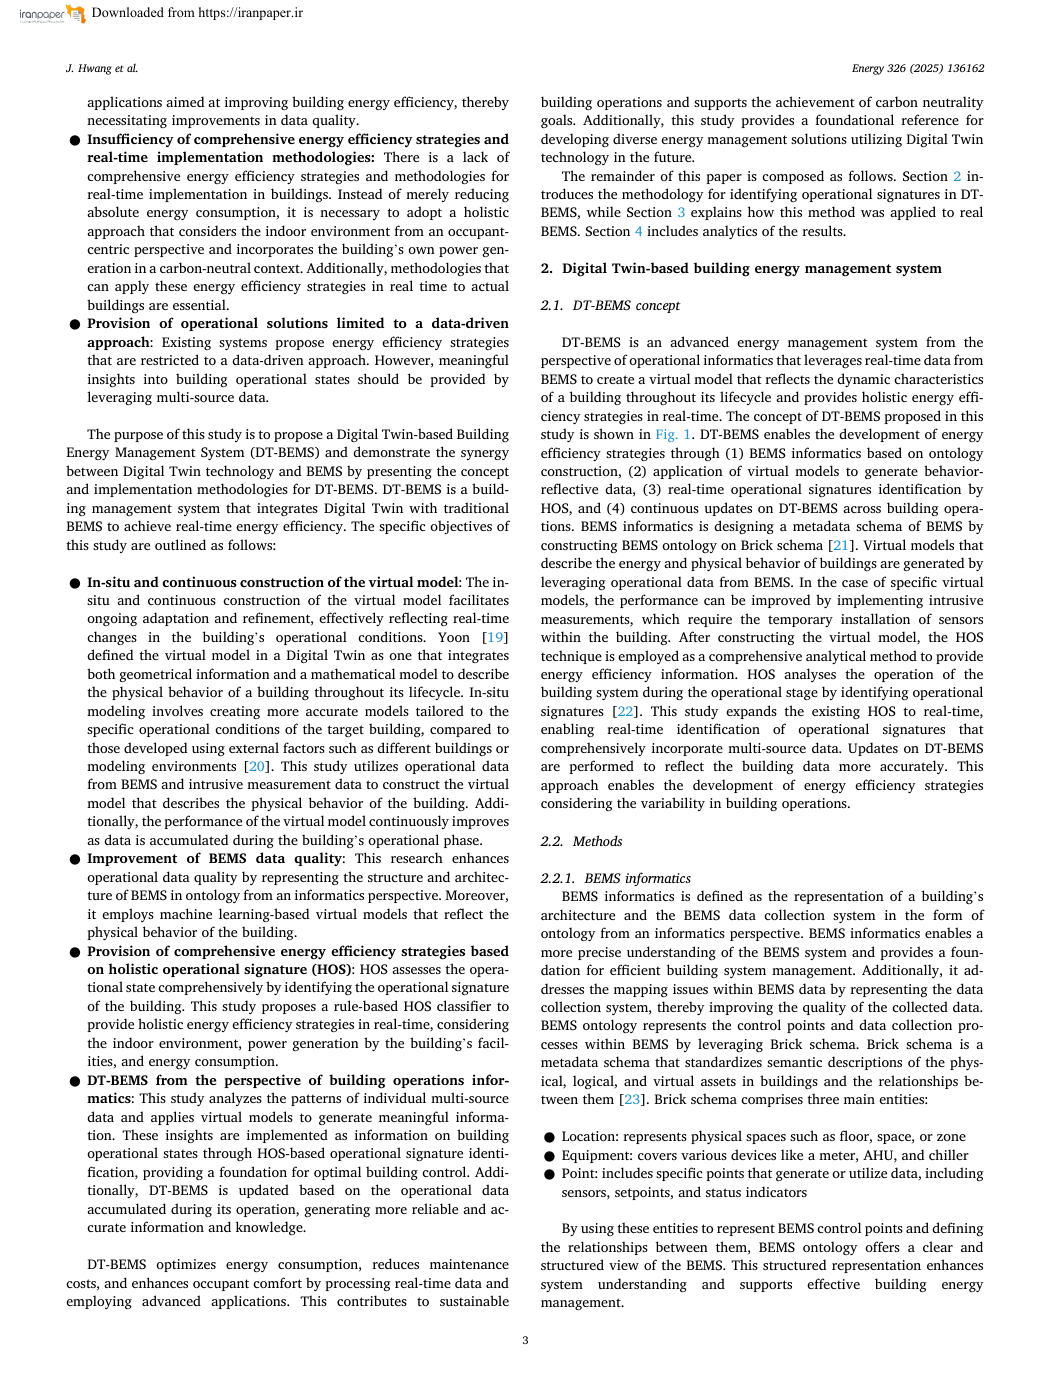 iranpaper
Downloaded from https://iranpaper.ir
J. Hwang et al.
Energy 326 (2025) 136162
applications aimed at improving building energy efficiency, thereby
necessitating improvements in data quality.
● Insufficiency of comprehensive energy efficiency strategies and
real-time implementation methodologies: There is a lack of
comprehensive energy efficiency strategies and methodologies for
real-time implementation in buildings. Instead of merely reducing
absolute energy consumption, it is necessary to adopt a holistic
approach that considers the indoor environment from an occupant-
centric perspective and incorporates the building's own power gen-
eration in a carbon-neutral context. Additionally, methodologies that
can apply these energy efficiency strategies in real time to actual
buildings are essential.
● Provision of operational solutions limited to a data-driven
approach: Existing systems propose energy efficiency strategies
that are restricted to a data-driven approach. However, meaningful
insights into building operational states should be provided by
leveraging multi-source data.
The purpose of this study is to propose a Digital Twin-based Building
Energy Management System (DT-BEMS) and demonstrate the synergy
between Digital Twin technology and BEMS by presenting the concept
and implementation methodologies for DT-BEMS. DT-BEMS is a build-
ing management system that integrates Digital Twin with traditional
BEMS to achieve real-time energy efficiency. The specific objectives of
this study are outlined as follows:
● In-situ and continuous construction of the virtual model: The in-
situ and continuous construction of the virtual model facilitates
ongoing adaptation and refinement, effectively reflecting real-time
changes in the building's operational conditions. Yoon [19]
defined the virtual model in a Digital Twin as one that integrates
both geometrical information and a mathematical model to describe
the physical behavior of a building throughout its lifecycle. In-situ
modeling involves creating more accurate models tailored to the
specific operational conditions of the target building, compared to
those developed using external factors such as different buildings or
modeling environments [20]. This study utilizes operational data
from BEMS and intrusive measurement data to construct the virtual
model that describes the physical behavior of the building. Addi-
tionally, the performance of the virtual model continuously improves
as data is accumulated during the building's operational phase.
● Improvement of BEMS data quality: This research enhances
operational data quality by representing the structure and architec-
ture of BEMS in ontology from an informatics perspective. Moreover,
it employs machine learning-based virtual models that reflect the
physical behavior of the building.
● Provision of comprehensive energy efficiency strategies based
on holistic operational signature (HOS): HOS assesses the opera-
tional state comprehensively by identifying the operational signature
of the building. This study proposes a rule-based HOS classifier to
provide holistic energy efficiency strategies in real-time, considering
the indoor environment, power generation by the building's facil-
ities, and energy consumption.
● DT-BEMS from the perspective of building operations infor-
matics: This study analyzes the patterns of individual multi-source
data and applies virtual models to generate meaningful informa-
tion. These insights are implemented as information on building
operational states through HOS-based operational signature identi-
fication, providing a foundation for optimal building control. Addi-
tionally, DT-BEMS is updated based on the operational data
accumulated during its operation, generating more reliable and ac-
curate information and knowledge.
DT-BEMS optimizes energy consumption, reduces maintenance
costs, and enhances occupant comfort by processing real-time data and
employing advanced applications. This contributes to sustainable
building operations and supports the achievement of carbon neutrality
goals. Additionally, this study provides a foundational reference for
developing diverse energy management solutions utilizing Digital Twin
technology in the future.
The remainder of this paper is composed as follows. Section 2 in-
troduces the methodology for identifying operational signatures in DT-
BEMS, while Section 3 explains how this method was applied to real
BEMS. Section 4 includes analytics of the results.
2. Digital Twin-based building energy management system
2.1. DT-BEMS concept
DT-BEMS is an advanced energy management system from the
perspective of operational informatics that leverages real-time data from
BEMS to create a virtual model that reflects the dynamic characteristics
of a building throughout its lifecycle and provides holistic energy effi-
ciency strategies in real-time. The concept of DT-BEMS proposed in this
study is shown in Fig. 1. DT-BEMS enables the development of energy
efficiency strategies through (1) BEMS informatics based on ontology
construction, (2) application of virtual models to generate behavior-
reflective data, (3) real-time operational signatures identification by
HOS, and (4) continuous updates on DT-BEMS across building opera-
tions. BEMS informatics is designing a metadata schema of BEMS by
constructing BEMS ontology on Brick schema [21]. Virtual models that
describe the energy and physical behavior of buildings are generated by
leveraging operational data from BEMS. In the case of specific virtual
models, the performance can be improved by implementing intrusive
measurements, which require the temporary installation of sensors
within the building. After constructing the virtual model, the HOS
technique is employed as a comprehensive analytical method to provide
energy efficiency information. HOS analyses the operation of the
building system during the operational stage by identifying operational
signatures [22]. This study expands the existing HOS to real-time,
enabling real-time identification of operational signatures that
comprehensively incorporate multi-source data. Updates on DT-BEMS
are performed to reflect the building data more accurately. This
approach enables the development of energy efficiency strategies
considering the variability in building operations.
2.2. Methods
2.2.1. BEMS informatics
BEMS informatics is defined as the representation of a building's
architecture and the BEMS data collection system in the form of
ontology from an informatics perspective. BEMS informatics enables a
more precise understanding of the BEMS system and provides a foun-
dation for efficient building system management. Additionally, it ad-
dresses the mapping issues within BEMS data by representing the data
collection system, thereby improving the quality of the collected data.
BEMS ontology represents the control points and data collection pro-
cesses within BEMS by leveraging Brick schema. Brick schema is a
metadata schema that standardizes semantic descriptions of the phys-
ical, logical, and virtual assets in buildings and the relationships be-
tween them [23]. Brick schema comprises three main entities:
● Location: represents physical spaces such as floor, space, or zone
● Equipment: covers various devices like a meter, AHU, and chiller
● Point: includes specific points that generate or utilize data, including
sensors, setpoints, and status indicators
By using these entities to represent BEMS control points and defining
the relationships between them, BEMS ontology offers a clear and
structured view of the BEMS. This structured representation enhances
system understanding and supports effective building energy
management.
3